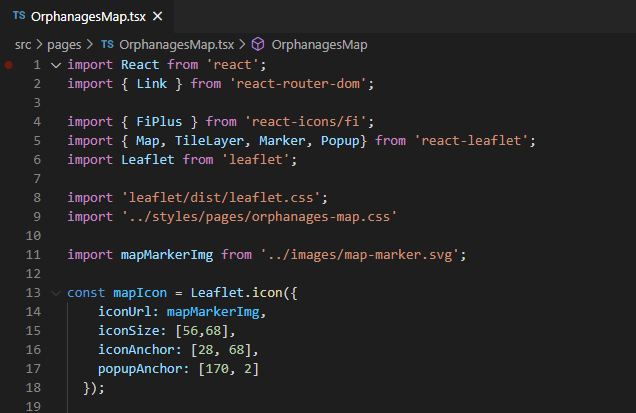 TS OrphanagesMap.tsx ×
src > pages > TS OrphanagesMap.tsx > OrphanagesMap
1 import React from 'react';
2 import { Link } from 'react-router-dom';
3
4 import { FiPlus } from 'react-icons/fi';
5 import { Map, TileLayer, Marker, Popup} from 'react-leaflet';
6 import Leaflet from 'leaflet';
7
8 import 'leaflet/dist/leaflet.css';
9 import '../styles/pages/orphanages-map.css'
10
11 import mapMarkerImg from '../images/map-marker.svg';
12
13 const mapIcon = Leaflet.icon({
14     iconUrl: mapMarkerImg,
15     iconSize: [56,68],
16     iconAnchor: [28, 68],
17     popupAnchor: [170, 2]
18   });
19